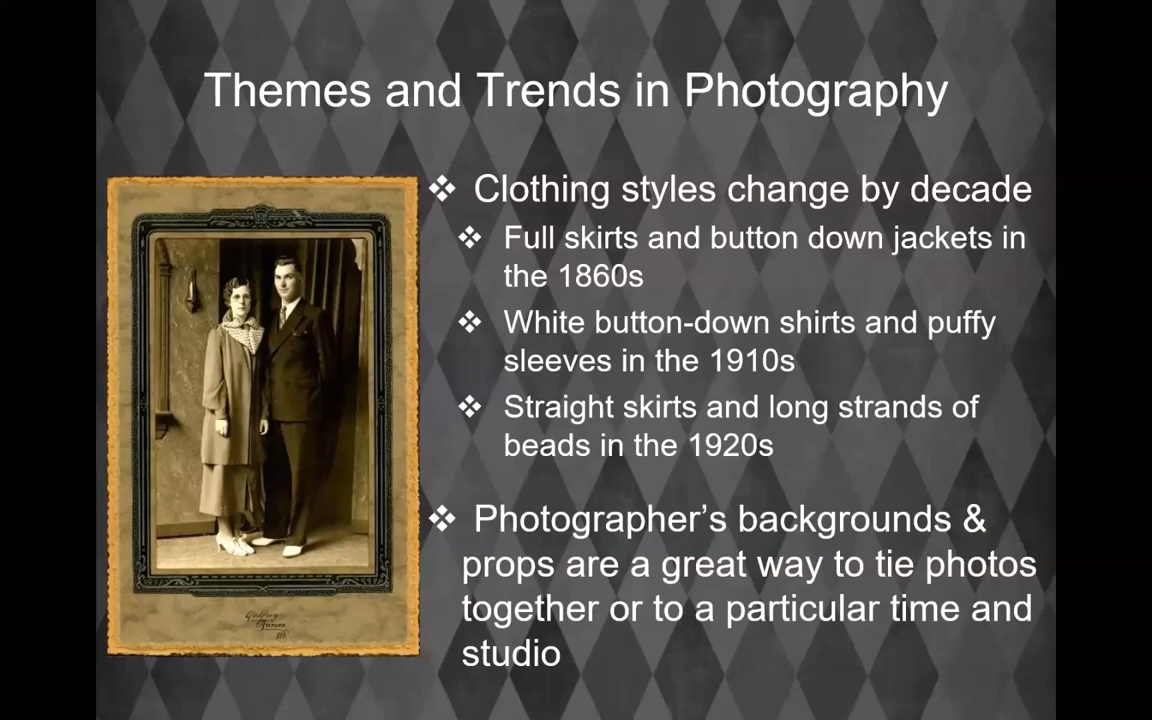 Themes and Trends in Photography
❖ Clothing styles change by decade
❖ Full skirts and button down jackets in
the 1860s
❖ White button-down shirts and puffy
sleeves in the 1910s
❖ Straight skirts and long strands of
beads in the 1920s
❖ Photographer’s backgrounds &
props are a great way to tie photos
together or to a particular time and
studio